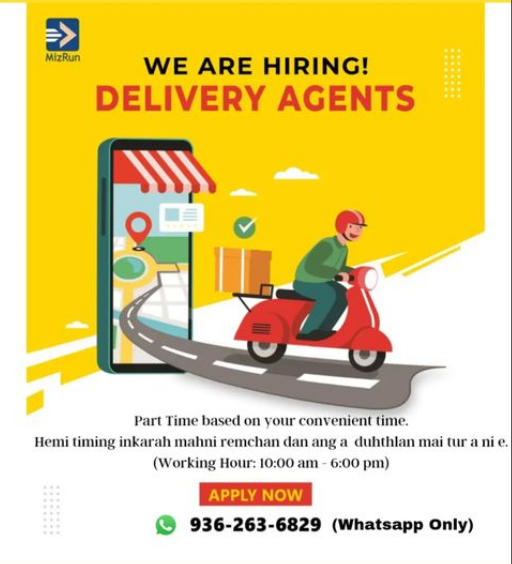 MizRun
WE ARE HIRING!
DELIVERY AGENTS
Part Time based on your convenient time.
Hemi timing inkarah mahni remchan dan ang a duhthlan mai tur a ni e.
(Working Hour: 10:00 am - 6:00 pm)
APPLY NOW
936-263-6829 (Whatsapp Only)